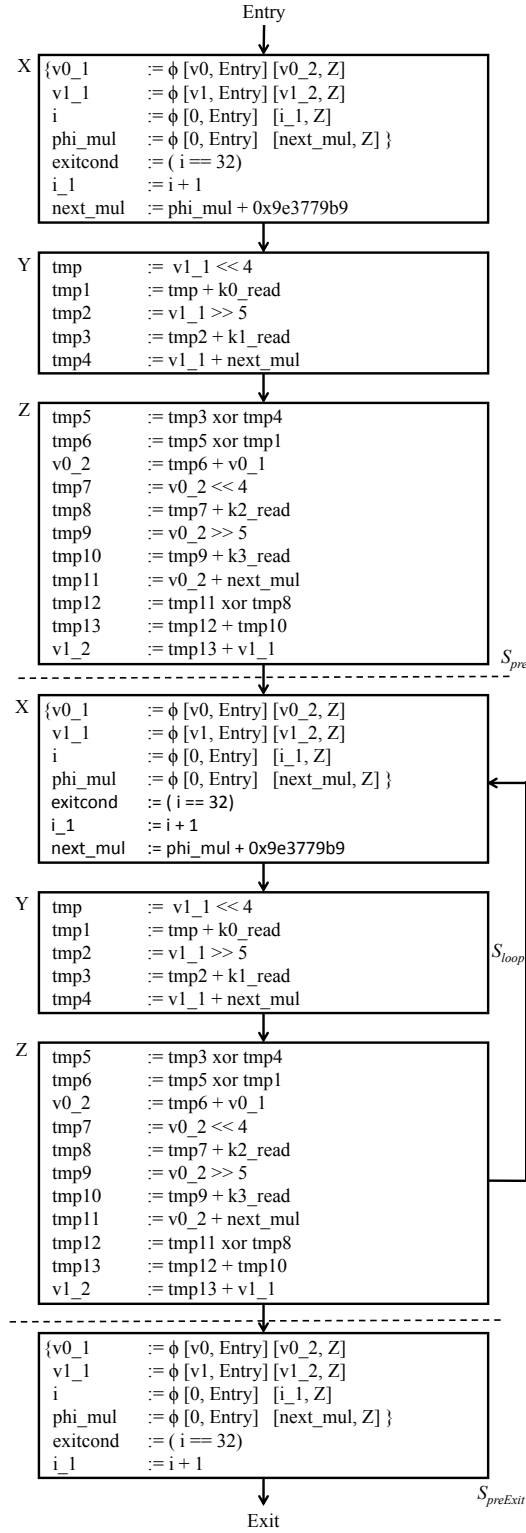 Entry
X
{v0_1 := ϕ [v0, Entry] [v0_2, Z]
v1_1 := ϕ [v1, Entry] [v1_2, Z]
i := ϕ [0, Entry] [i_1, Z]
phi_mul := ϕ [0, Entry] [next_mul, Z] }
exitcond := ( i == 32)
i_1 := i + 1
next_mul := phi_mul + 0x9e3779b9
Y
tmp := v1_1 << 4
tmp1 := tmp + k0_read
tmp2 := v1_1 >> 5
tmp3 := tmp2 + k1_read
tmp4 := v1_1 + next_mul
Z
tmp5 := tmp3 xor tmp4
tmp6 := tmp5 xor tmp1
v0_2 := tmp6 + v0_1
tmp7 := v0_2 << 4
tmp8 := tmp7 + k2_read
tmp9 := v0_2 >> 5
tmp10 := tmp9 + k3_read
tmp11 := v0_2 + next_mul
tmp12 := tmp11 xor tmp8
tmp13 := tmp12 + tmp10
v1_2 := tmp13 + v1_1
Spre
X
{v0_1 := ϕ [v0, Entry] [v0_2, Z]
v1_1 := ϕ [v1, Entry] [v1_2, Z]
i := ϕ [0, Entry] [i_1, Z]
phi_mul := ϕ [0, Entry] [next_mul, Z] }
exitcond := ( i == 32)
i_1 := i + 1
next_mul := phi_mul + 0x9e3779b9
Y
tmp := v1_1 << 4
tmp1 := tmp + k0_read
tmp2 := v1_1 >> 5
tmp3 := tmp2 + k1_read
tmp4 := v1_1 + next_mul
Sloop
Z
tmp5 := tmp3 xor tmp4
tmp6 := tmp5 xor tmp1
v0_2 := tmp6 + v0_1
tmp7 := v0_2 << 4
tmp8 := tmp7 + k2_read
tmp9 := v0_2 >> 5
tmp10 := tmp9 + k3_read
tmp11 := v0_2 + next_mul
tmp12 := tmp11 xor tmp8
tmp13 := tmp12 + tmp10
v1_2 := tmp13 + v1_1
{v0_1 := ϕ [v0, Entry] [v0_2, Z]
v1_1 := ϕ [v1, Entry] [v1_2, Z]
i := ϕ [0, Entry] [i_1, Z]
phi_mul := ϕ [0, Entry] [next_mul, Z] }
exitcond := ( i == 32)
i_1 := i + 1
SpreExit
Exit